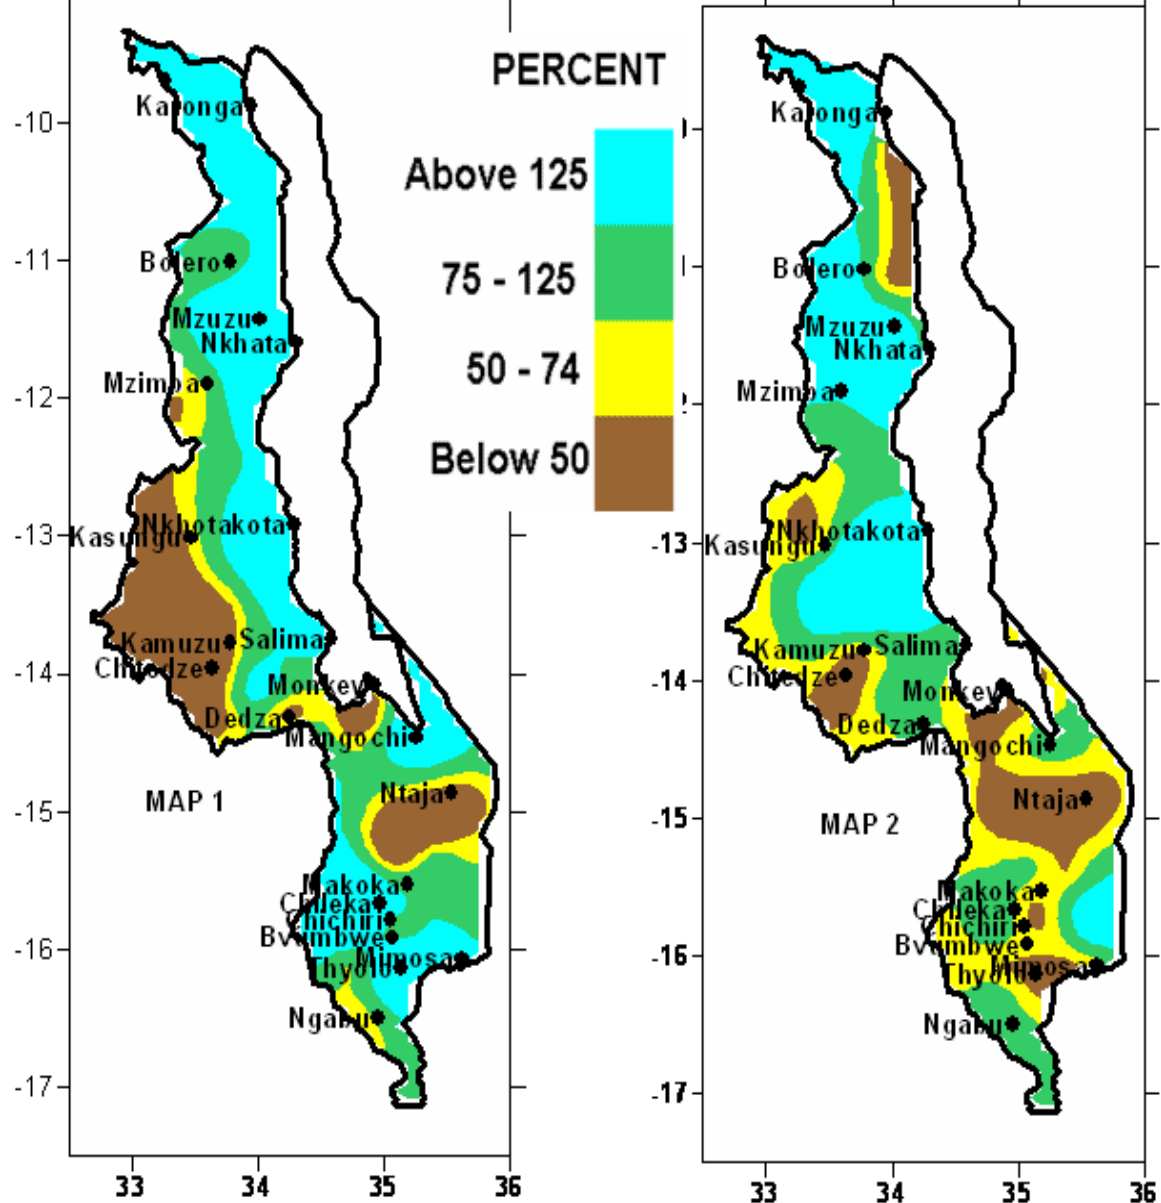 PERCENT
Above 125
75 - 125
50 - 74
Below 50
-10
-11
-12
-13
-14
-15
-16
-17
33
34
35
36
Karonga
Bolero
Mzuzu
Nkhata
Mzimba
Nkhotakota
Kasungu
Kamuzu
Salima
Chitedze
Monkey
Dedza
Mangochi
Ntaja
Makoka
Chileka
Chichiri
Bvumbwe
Mimosa
Thyolo
Ngabu
MAP 1
-13
-14
-15
-16
-17
33
34
35
36
Karonga
Bolero
Mzuzu
Nkhata
Mzimba
Nkhotakota
Kasungu
Kamuzu
Salima
Chitedze
Monkey
Dedza
Mangochi
Ntaja
MAP 2
Makoka
Chileka
Chichiri
Bvumbwe
Mimosa
Thyolo
Ngabu